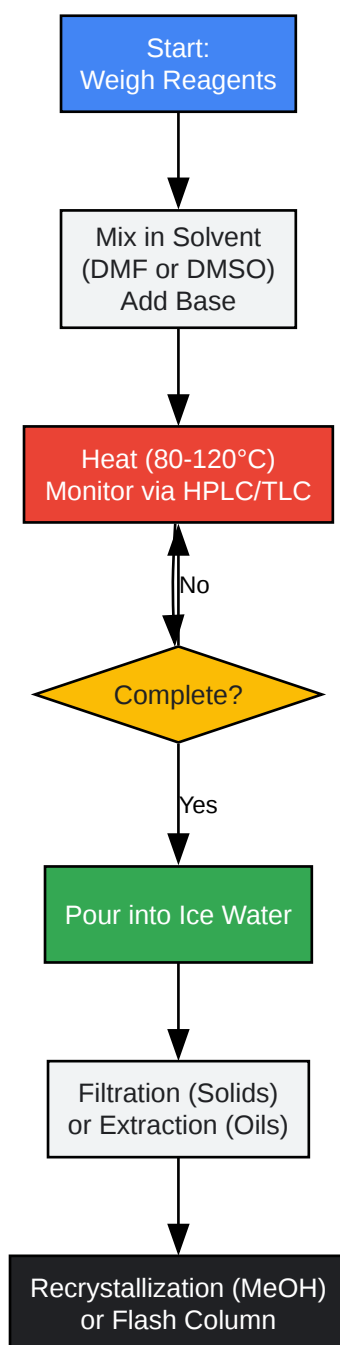 Start:
Weigh Reagents
Mix in Solvent
(DMF or DMSO)
Add Base
Heat (80-120°C)
Monitor via HPLC/TLC
No
Complete?
Yes
Pour into Ice Water
Filtration (Solids)
or Extraction (Oils)
Recrystallization (MeOH)
or Flash Column